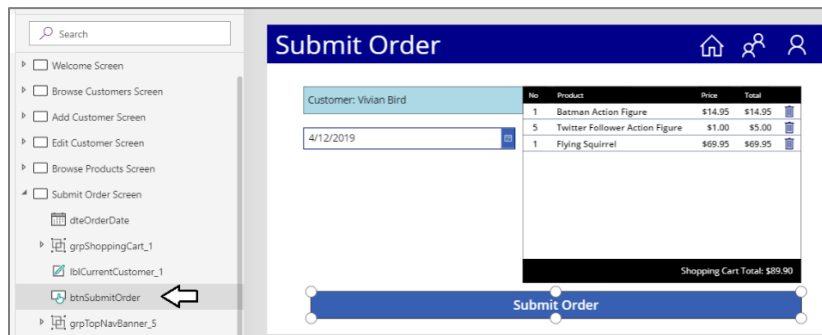 Search
Welcome Screen
Browse Customers Screen
Add Customer Screen
Edit Customer Screen
Browse Products Screen
Submit Order Screen
dteOrderDate
grpShoppingCart_1
lblCurrentCustomer_1
btnSubmitOrder
grpTopNavBanner_5
Submit Order
Customer: Vivian Bird
4/12/2019
No Product Price Total
1 Batman Action Figure $14.95 $14.95
5 Twitter Follower Action Figure $1.00 $5.00
1 Flying Squirrel $69.95 $69.95
Shopping Cart Total: $89.90
Submit Order